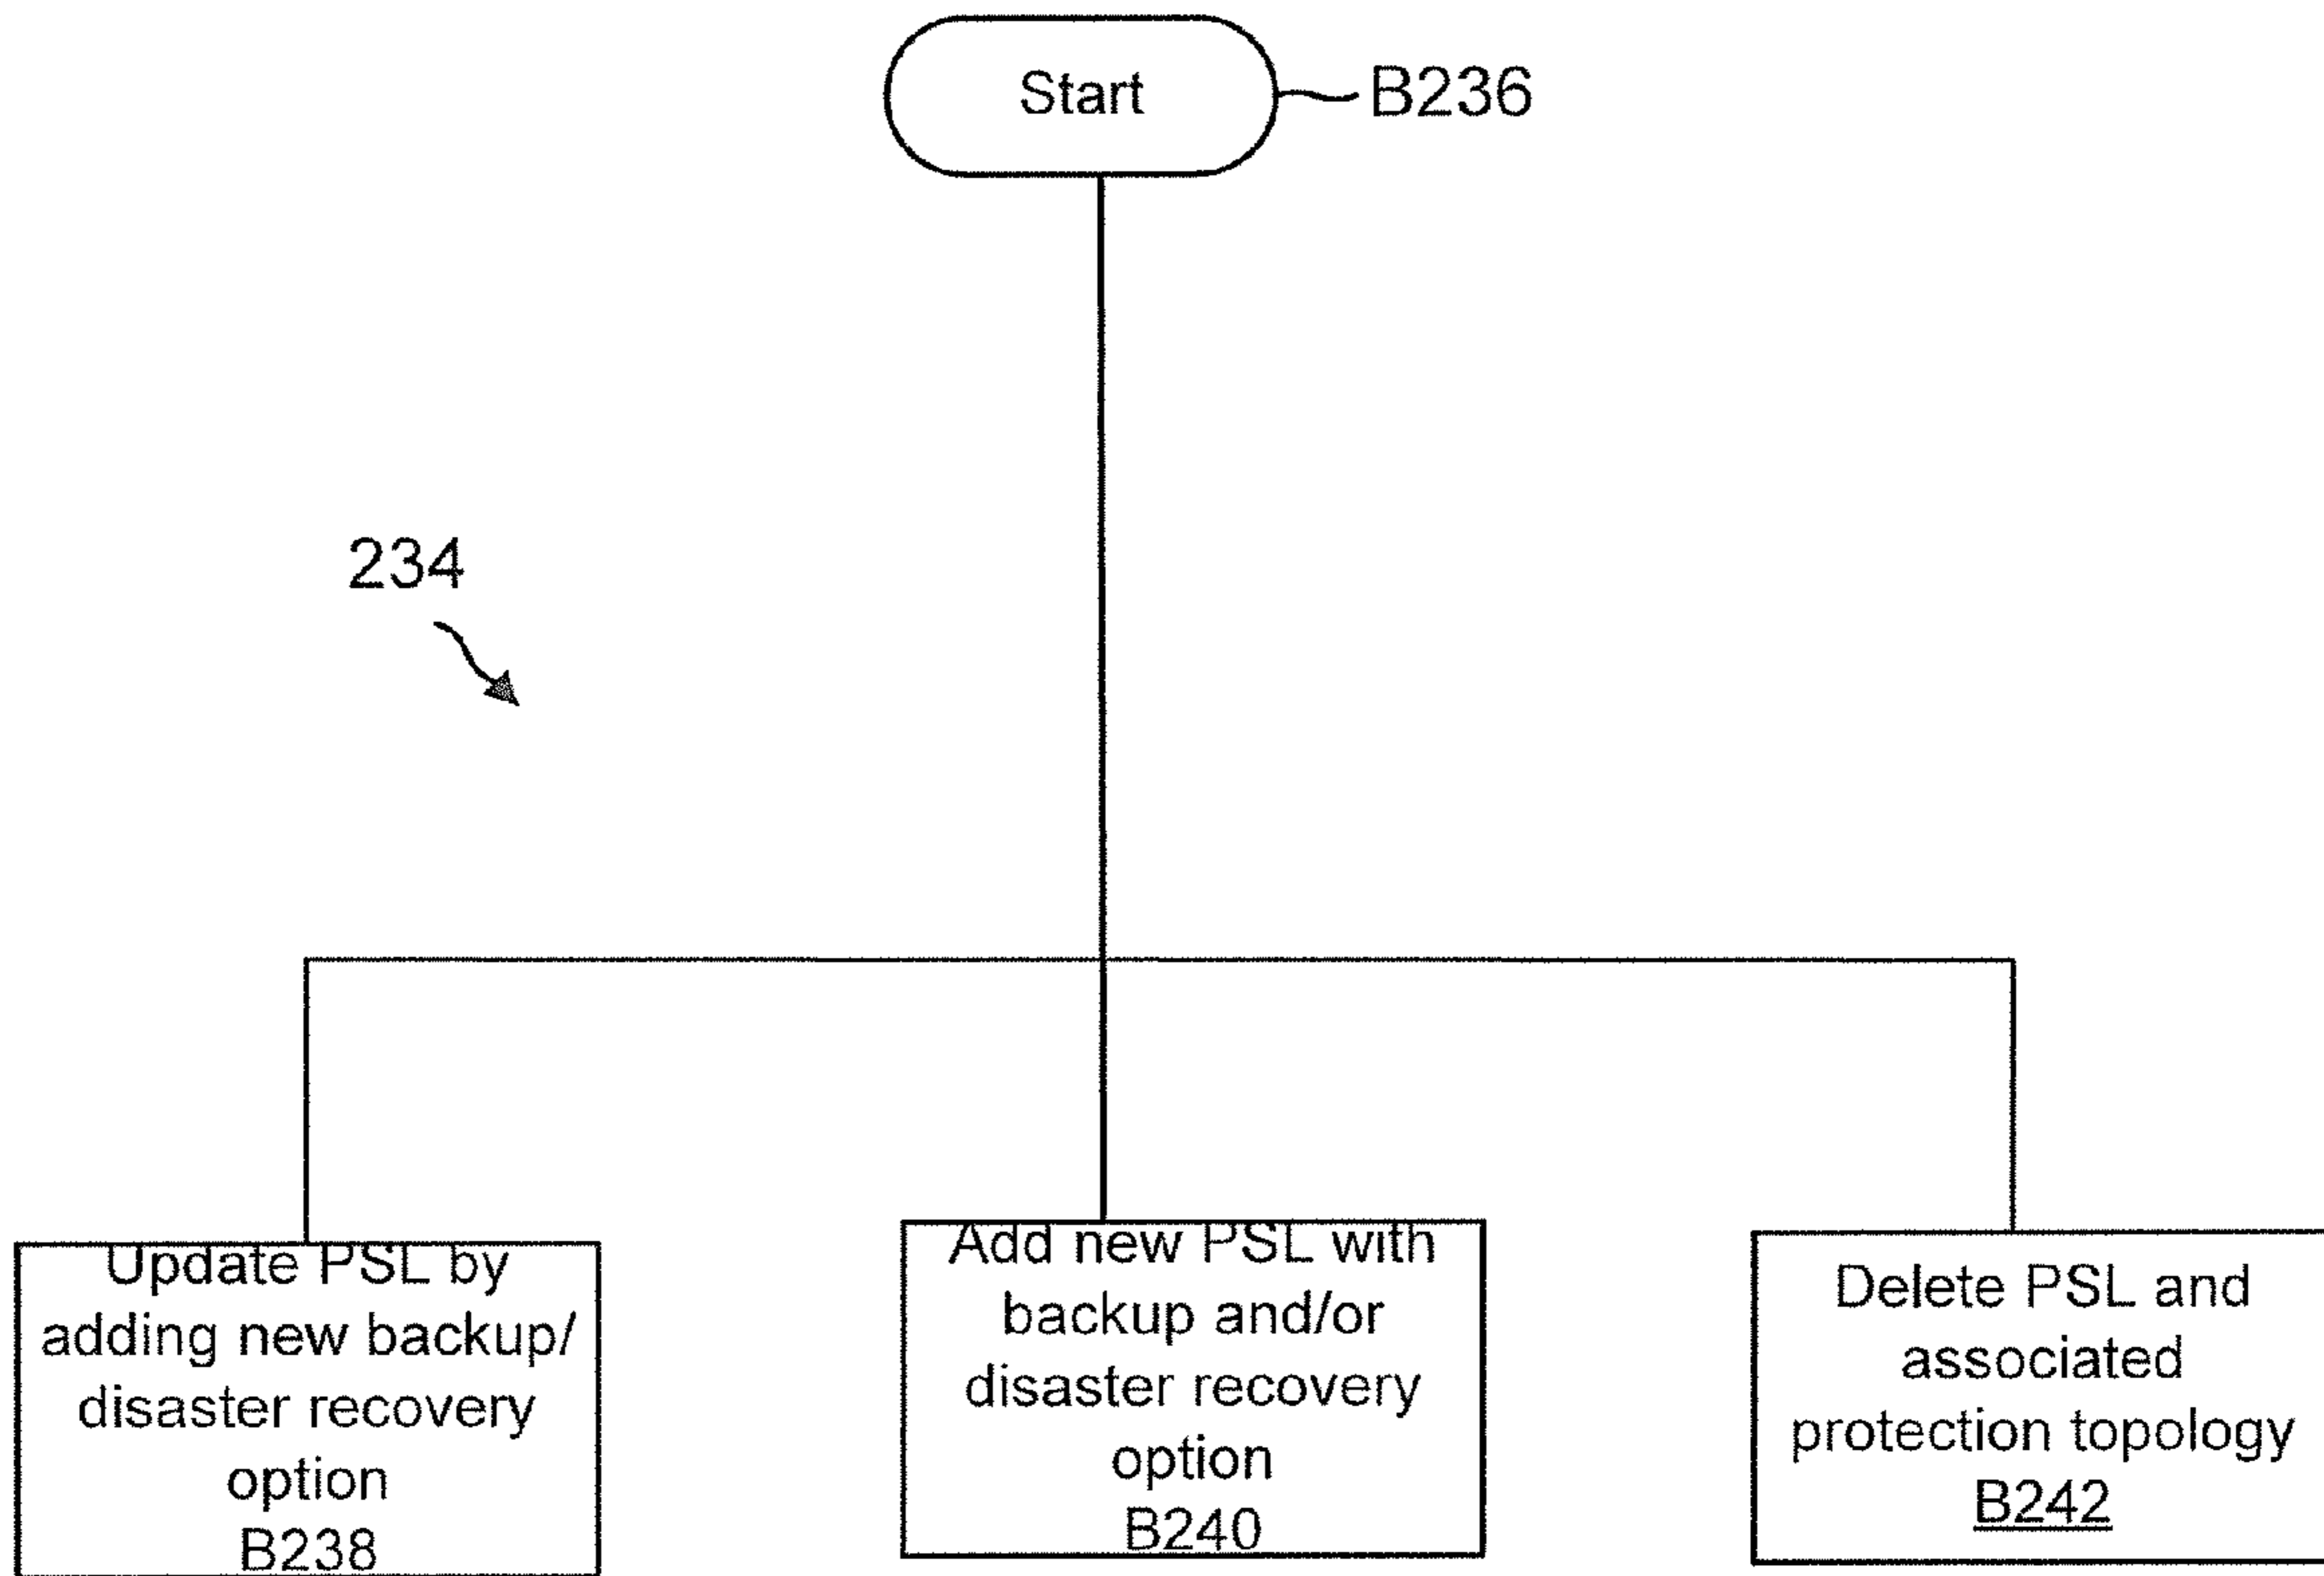 Start
B236
234
Update PSL by
adding new backup/
disaster recovery
option
B238
Add new PSL with
backup and/or
disaster recovery
option
B240
Delete PSL and
associated
protection topology
B242